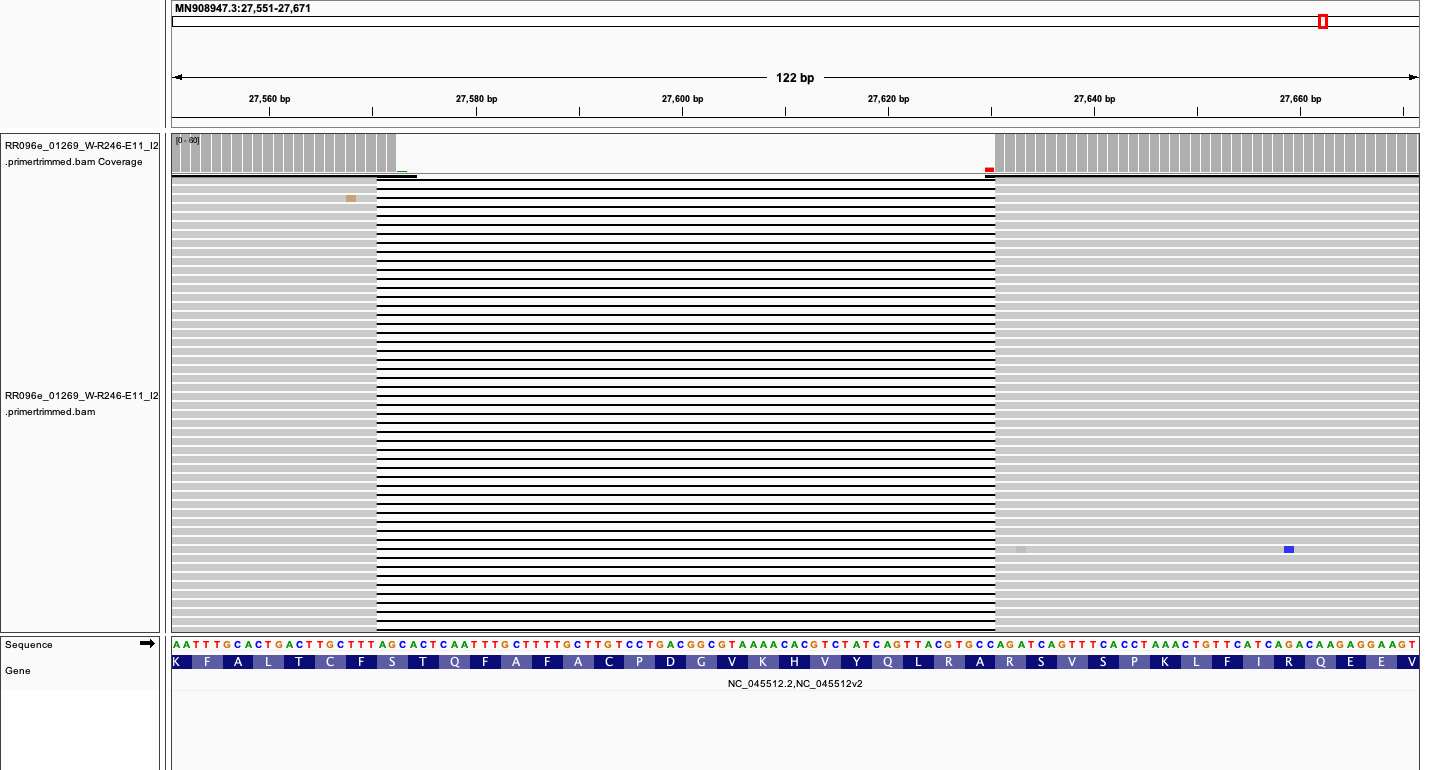 MN908947.3:27,551-27,671
122 bp
27,560 bp 27,580 bp 27,600 bp 27,620 bp 27,640 bp 27,660 bp
RR096e_01269_W-R246-E11_I2
.primertrimmed.bam Coverage
[0 - 60]
RR096e_01269_W-R246-E11_I2
.primertrimmed.bam
Sequence
AATTTGCACTGACTTGCTTTAGCACTCAATTTGCTTTTGCTTGTCCTGACGGCGTAAAACACGTCTATCAGTTACGTGCCAGATCAGTTTCACCTAAACTGTTCATCAGACAAGAGGAAGT
Gene
K F A L T C F S T Q F A F A C P D G V K H V Y Q L R A R S V S P K L F I R Q E E V
NC_045512.2,NC_045512v2